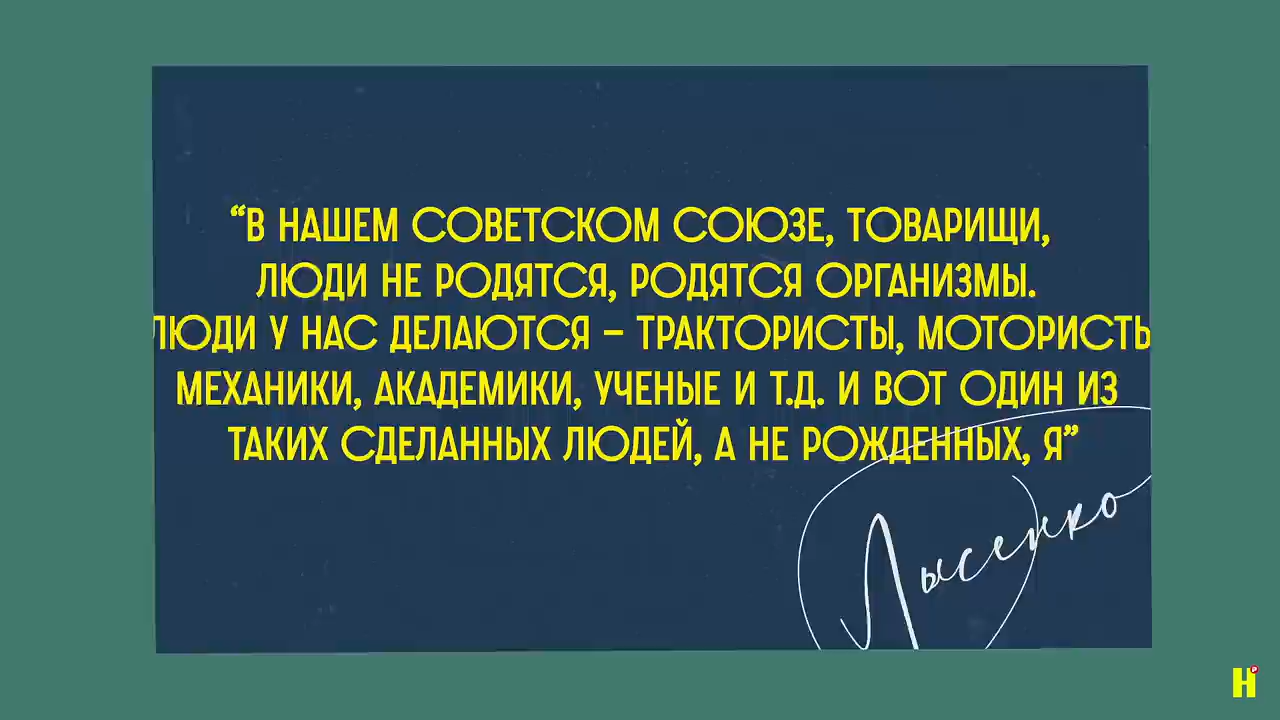 “В НАШЕМ СОВЕТСКОМ СОЮЗЕ, ТОВАРИЩИ,
ЛЮДИ НЕ РОДЯТСЯ, РОДЯТСЯ ОРГАНИЗМЫ.
ЛЮДИ У НАС ДЕЛАЮТСЯ – ТРАКТОРИСТЫ, МОТОРИСТЫ
МЕХАНИКИ, АКАДЕМИКИ, УЧЕНЫЕ И Т.Д. И ВОТ ОДИН ИЗ
ТАКИХ СДЕЛАННЫХ ЛЮДЕЙ, А НЕ РОЖДЕННЫХ, Я”
Лысенко
Н